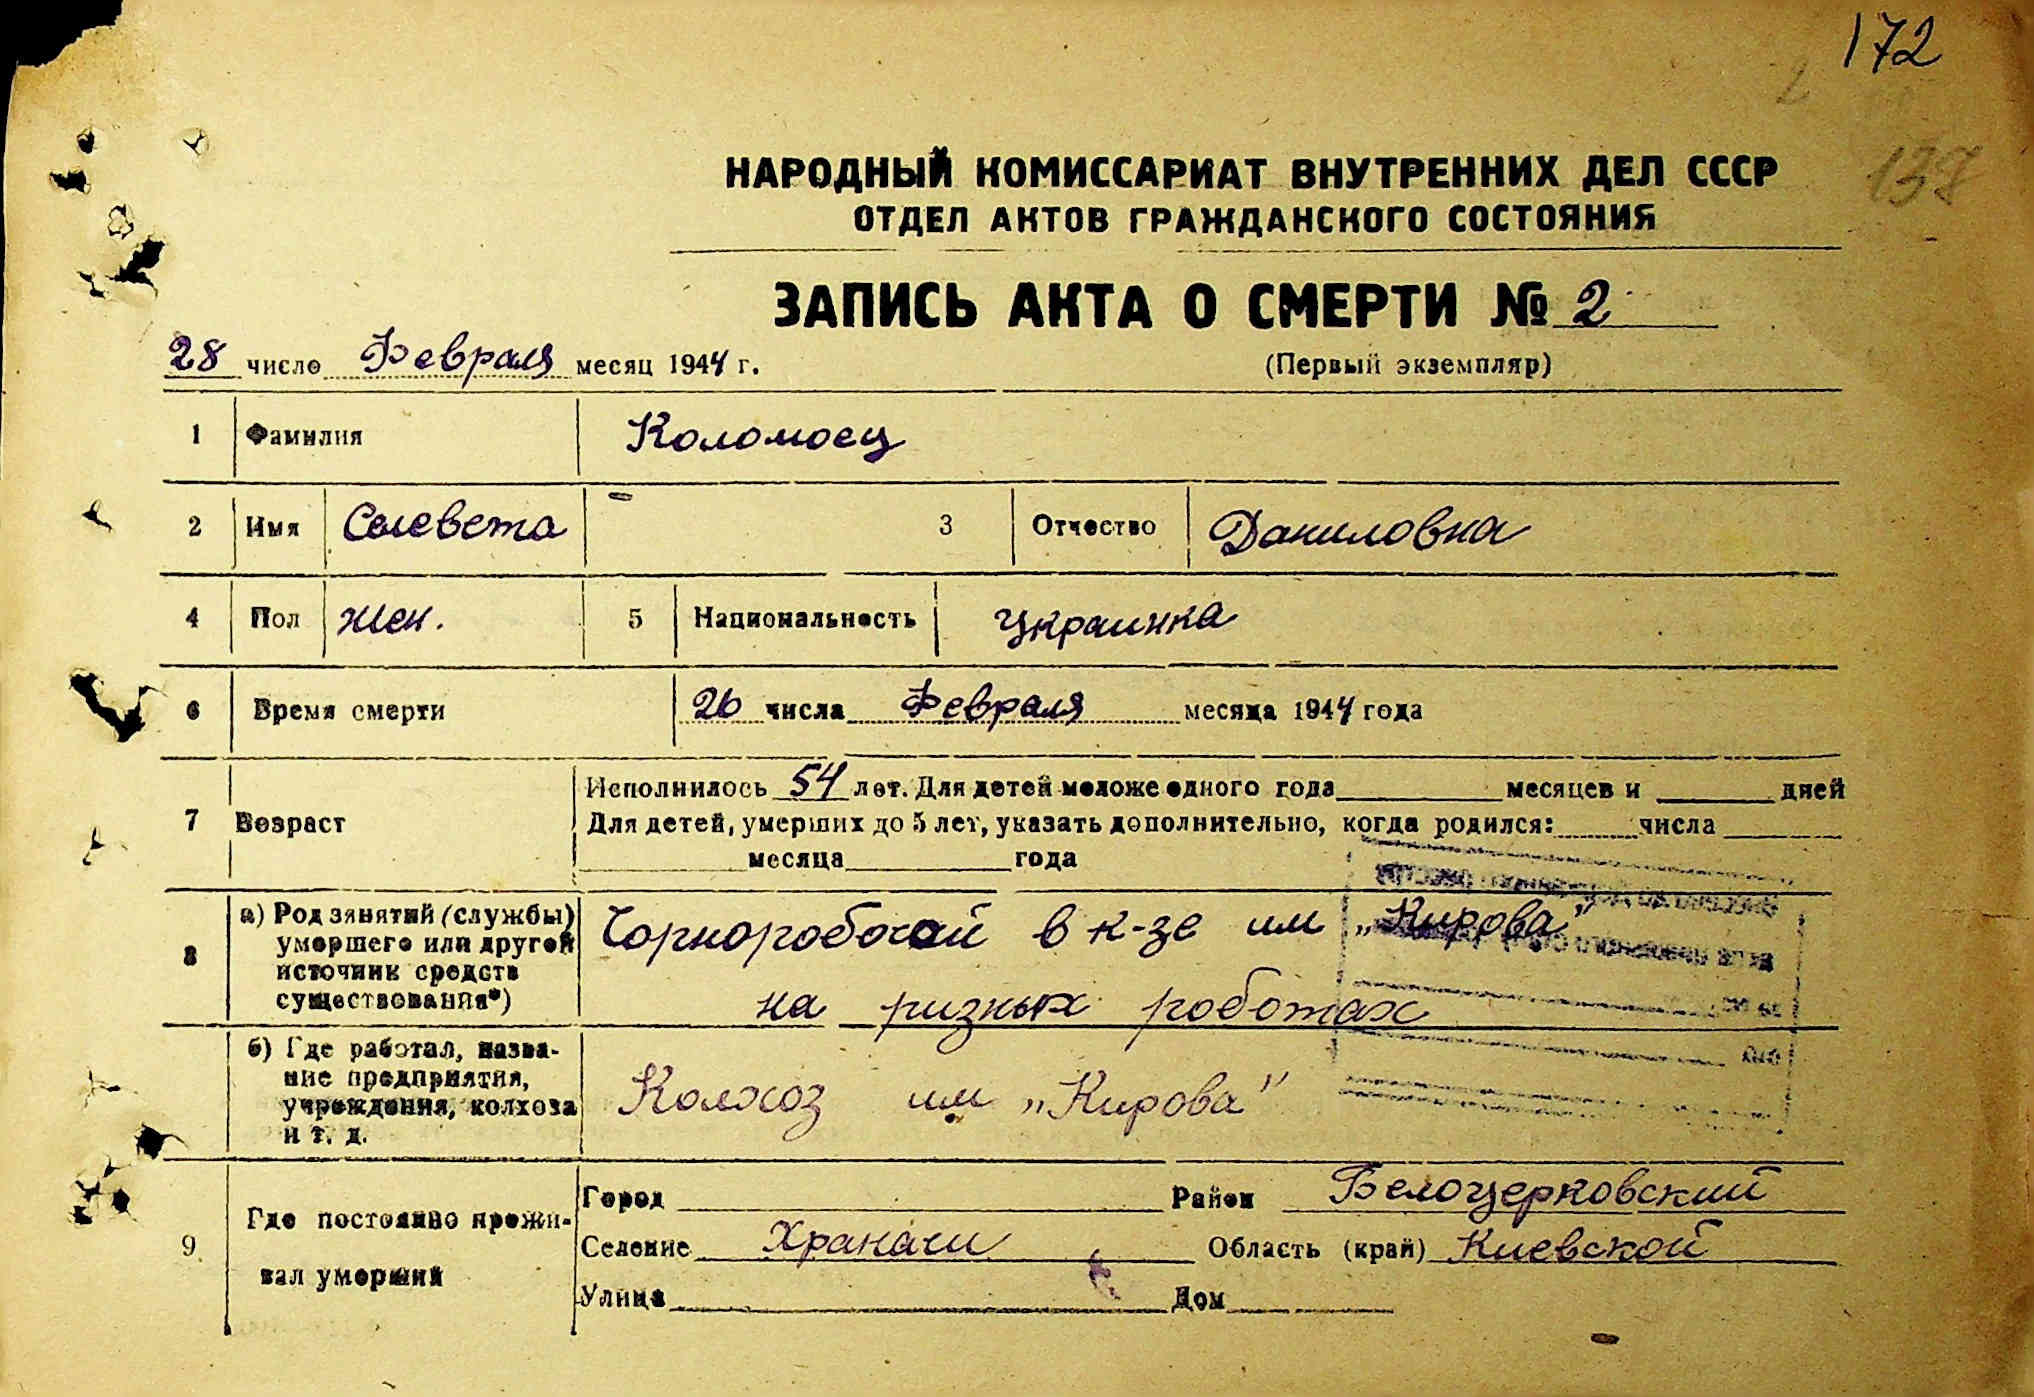 172
138
НАРОДНЫЙ КОМИССАРИАТ ВНУТРЕННИХ ДЕЛ СССР
ОТДЕЛ АКТОВ ГРАЖДАНСКОГО СОСТОЯНИЯ
ЗАПИСЬ АКТА О СМЕРТИ № 2
28 число Февраля месяц 1944 г.
(Первый экземпляр)
1 Фамилия Коломоец
2 Имя Селевета 3 Отчество Даниловна
4 Пол жен. 5 Национальность Украинка
6 Время смерти 26 числа Февраля месяца 1944 года
7 Возраст Исполнилось 54 лет. Для детей моложе одного года месяцев и дней
Для детей, умерших до 5 лет, указать дополнительно, когда родился: числа
месяца года
8 а) Род занятий (службы) умершего или другой источник средств существования*) Чорноробочай в к-зе им „Кирова"
на ризных роботах
б) Где работал, название предприятия, учреждения, колхоза и т. д. Колхоз им „Кирова"
9 Где постоянно проживал умерший
Город Район Белоцерковский
Селение Храпачи Область (край) Киевской
Улица Дом